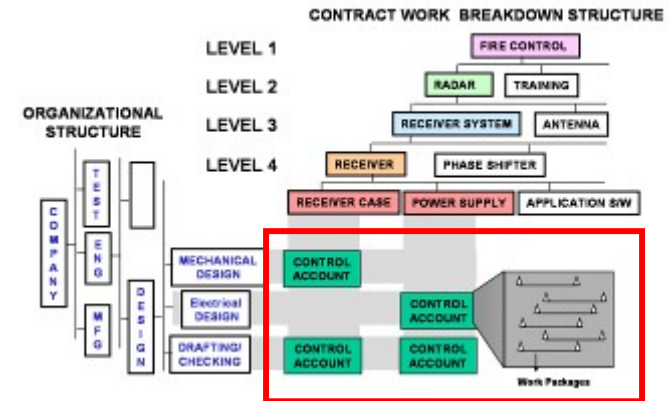 CONTRACT WORK BREAKDOWN STRUCTURE
LEVEL 1
FIRE CONTROL
LEVEL 2
RADAR
TRAINING
ORGANIZATIONAL
STRUCTURE
LEVEL 3
RECEIVER SYSTEM
ANTENNA
LEVEL 4
RECEIVER
PHASE SHIFTER
RECEIVER CASE
POWER SUPPLY
APPLICATION S/W
COMPANY
TEST
ENG
MFG
DESIGN
MECHANICAL
DESIGN
CONTROL
ACCOUNT
Electrical
DESIGN
CONTROL
ACCOUNT
DRAFTING/
CHECKING
CONTROL
ACCOUNT
CONTROL
ACCOUNT
Work Packages